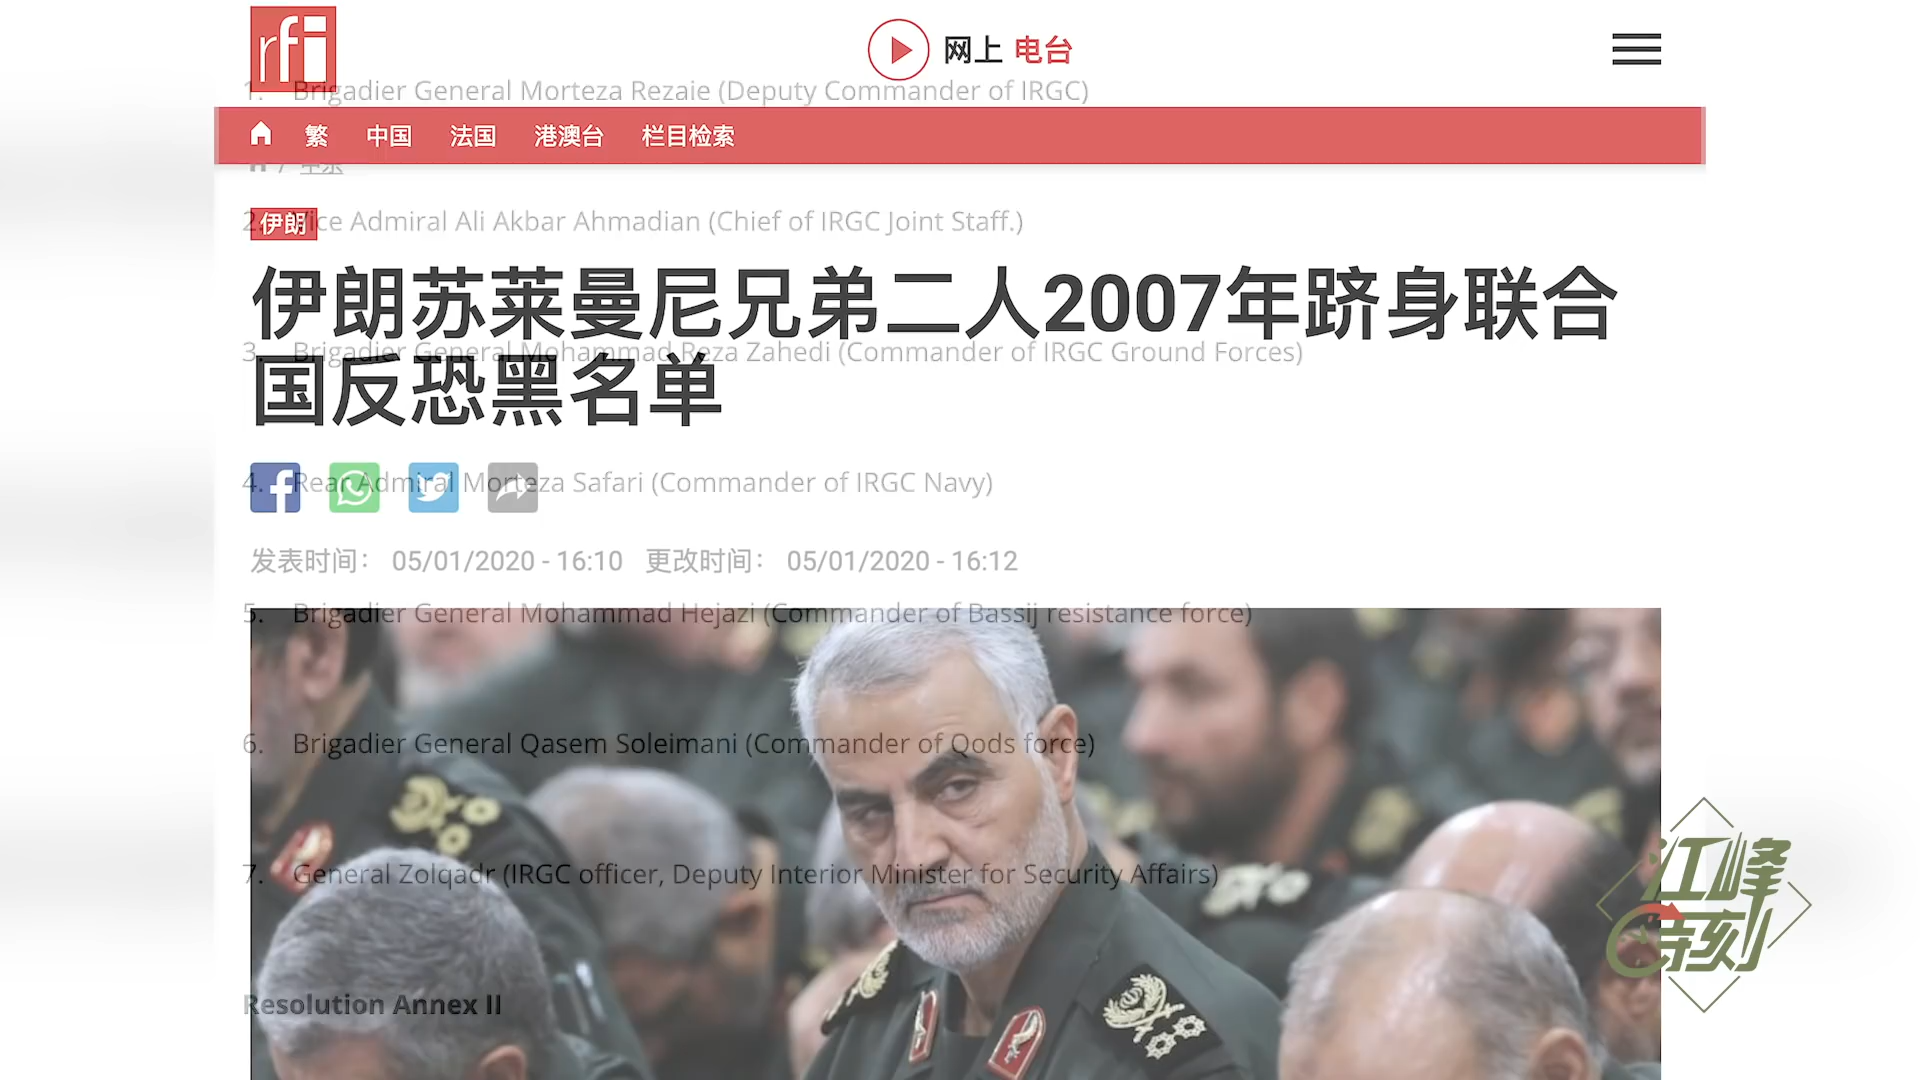 rfi
网上 电台
1. Brigadier General Morteza Rezaie (Deputy Commander of IRGC)
繁 中国 法国 港澳台 栏目检索
/ 中东
伊朗
2. Vice Admiral Ali Akbar Ahmadian (Chief of IRGC Joint Staff.)
伊朗苏莱曼尼兄弟二人2007年跻身联合
3. Brigadier General Mohammad Reza Zahedi (Commander of IRGC Ground Forces)
国反恐黑名单
4. Rear Admiral Morteza Safari (Commander of IRGC Navy)
发表时间： 05/01/2020 - 16:10 更改时间： 05/01/2020 - 16:12
5. Brigadier General Mohammad Hejazi (Commander of Bassij resistance force)
6. Brigadier General Qasem Soleimani (Commander of Qods force)
7. General Zolqadr (IRGC officer, Deputy Interior Minister for Security Affairs)
江峰
时刻
Resolution Annex II